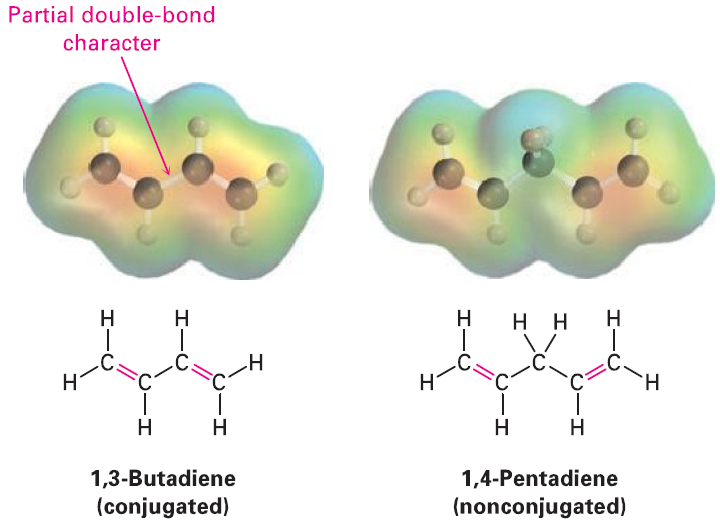 Partial double-bond
character
H H H H H H
C C H C C
H C C H C C H
H H H H
1,3-Butadiene 1,4-Pentadiene
(conjugated) (nonconjugated)